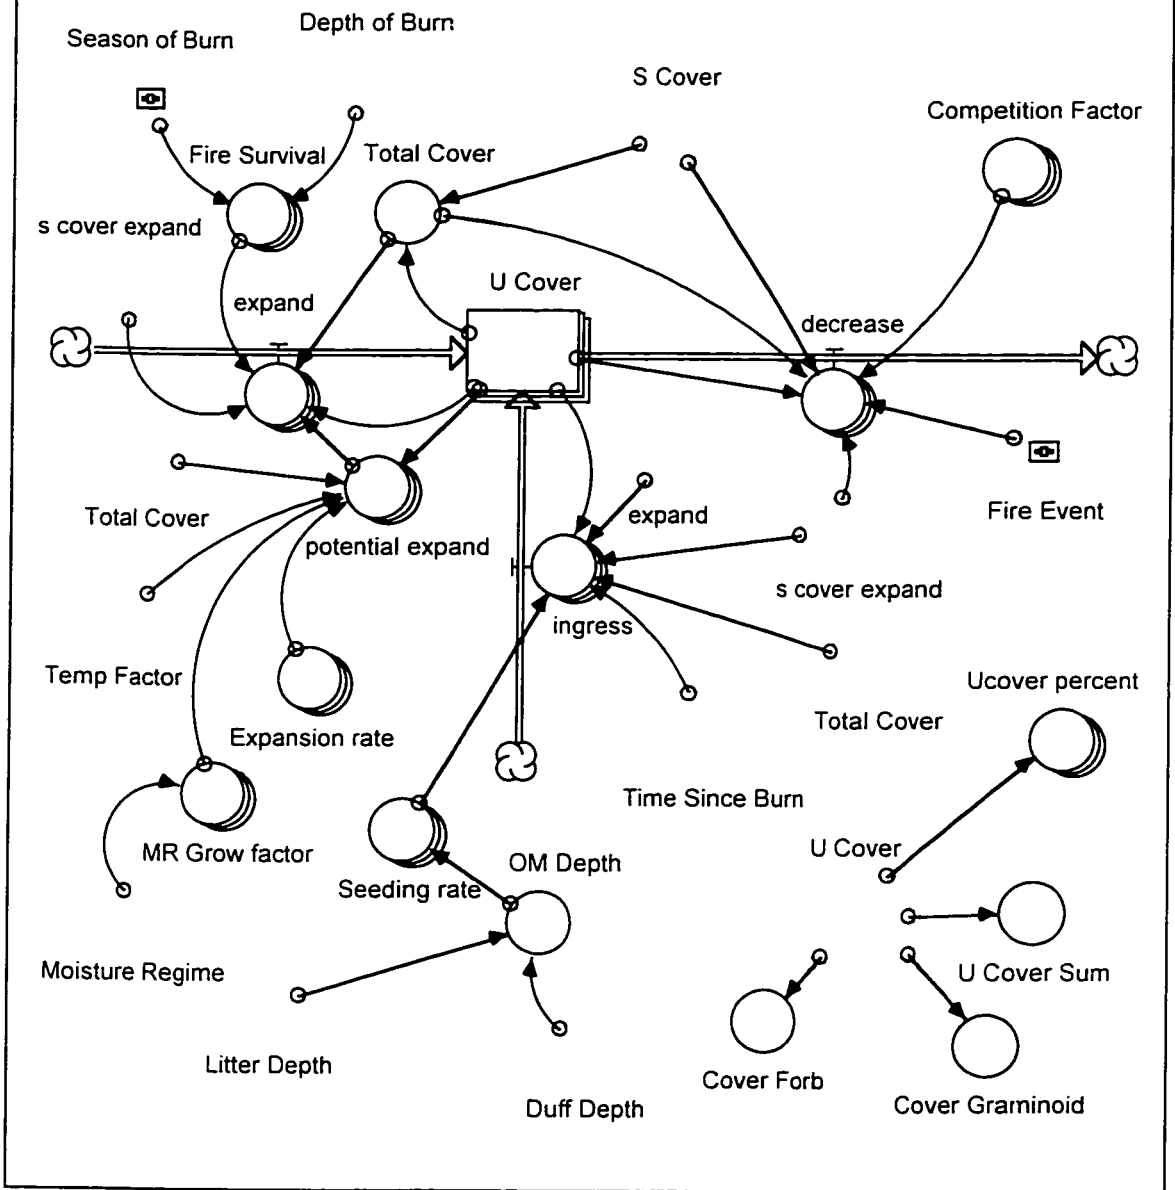 Depth of Burn
Season of Burn
S Cover
Competition Factor
Fire Survival
Total Cover
s cover expand
U Cover
expand
decrease
Total Cover
Fire Event
expand
potential expand
s cover expand
ingress
Temp Factor
Ucover percent
Total Cover
Expansion rate
Time Since Burn
U Cover
MR Grow factor
OM Depth
Seeding rate
Moisture Regime
U Cover Sum
Litter Depth
Cover Forb
Cover Graminoid
Duff Depth